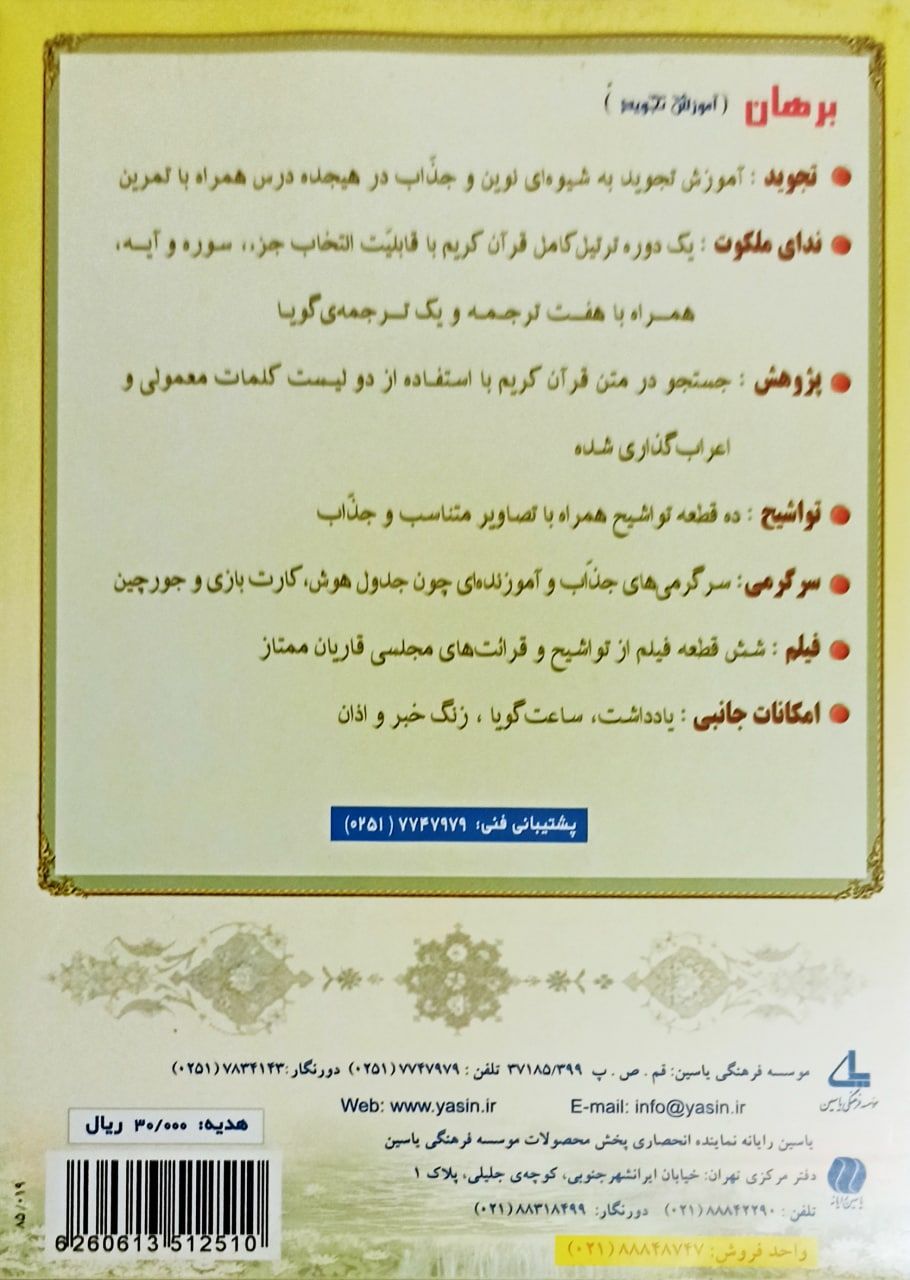 برهان (آموزش تجوید)
تجوید : آموزش تجوید به شیوه‌ای نوین و جذّاب در هیجده درس همراه با تمرین
ندای ملکوت : یک دوره ترتیل کامل قرآن کریم با قابلیّت انتخاب جزء، سوره و آیه،
همراه با هفت ترجمه و یک ترجمه‌ی گویا
پژوهش : جستجو در متن قرآن کریم با استفاده از دو لیست کلمات معمولی و
اعراب‌گذاری شده
تواشیح : ده قطعه تواشیح همراه با تصاویر متناسب و جذّاب
سرگرمی: سرگرمی‌های جذّاب و آموزنده‌ای چون جدول هوش، کارت بازی و جورچین
فیلم : شش قطعه فیلم از تواشیح و قرائت‌های مجلسی قاریان ممتاز
امکانات جانبی : یادداشت، ساعت‌گویا ، زنگ خبر و اذان
پشتیبانی فنی: ۷۷۴۷۹۷۹ (۰۲۵۱)
موسسه فرهنگی یاسین: قم . ص . پ ۳۷۱۸۵/۳۹۹ تلفن : ۷۷۴۷۹۷۹ (۰۲۵۱) دورنگار: ۷۸۳۴۱۴۳ (۰۲۵۱)
موسسه فرهنگی یاسین
Web: www.yasin.ir E-mail: info@yasin.ir
یاسین رایانه نماینده انحصاری پخش محصولات موسسه فرهنگی یاسین
دفتر مرکزی تهران: خیابان ایرانشهرجنوبی، کوچه‌ی جلیلی، پلاک ۱
یاسین رایانه
تلفن : ۸۸۸۴۲۲۹۰ (۰۲۱) دورنگار: ۸۸۳۱۸۴۹۹ (۰۲۱)
واحد فروش: ۸۸۸۴۸۷۴۷ (۰۲۱)
هدیه: ۳۰/۰۰۰ ریال
6260613 512510
۸۵/۰۱۹